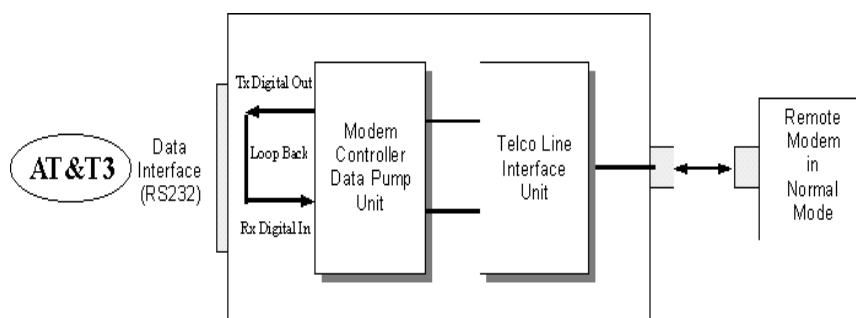 AT&T3
Data
Interface
(RS232)
Tx Digital Out
Loop Back
Rx Digital In
Modem
Controller
Data Pump
Unit
Telco Line
Interface
Unit
Remote
Modem
in
Normal
Mode